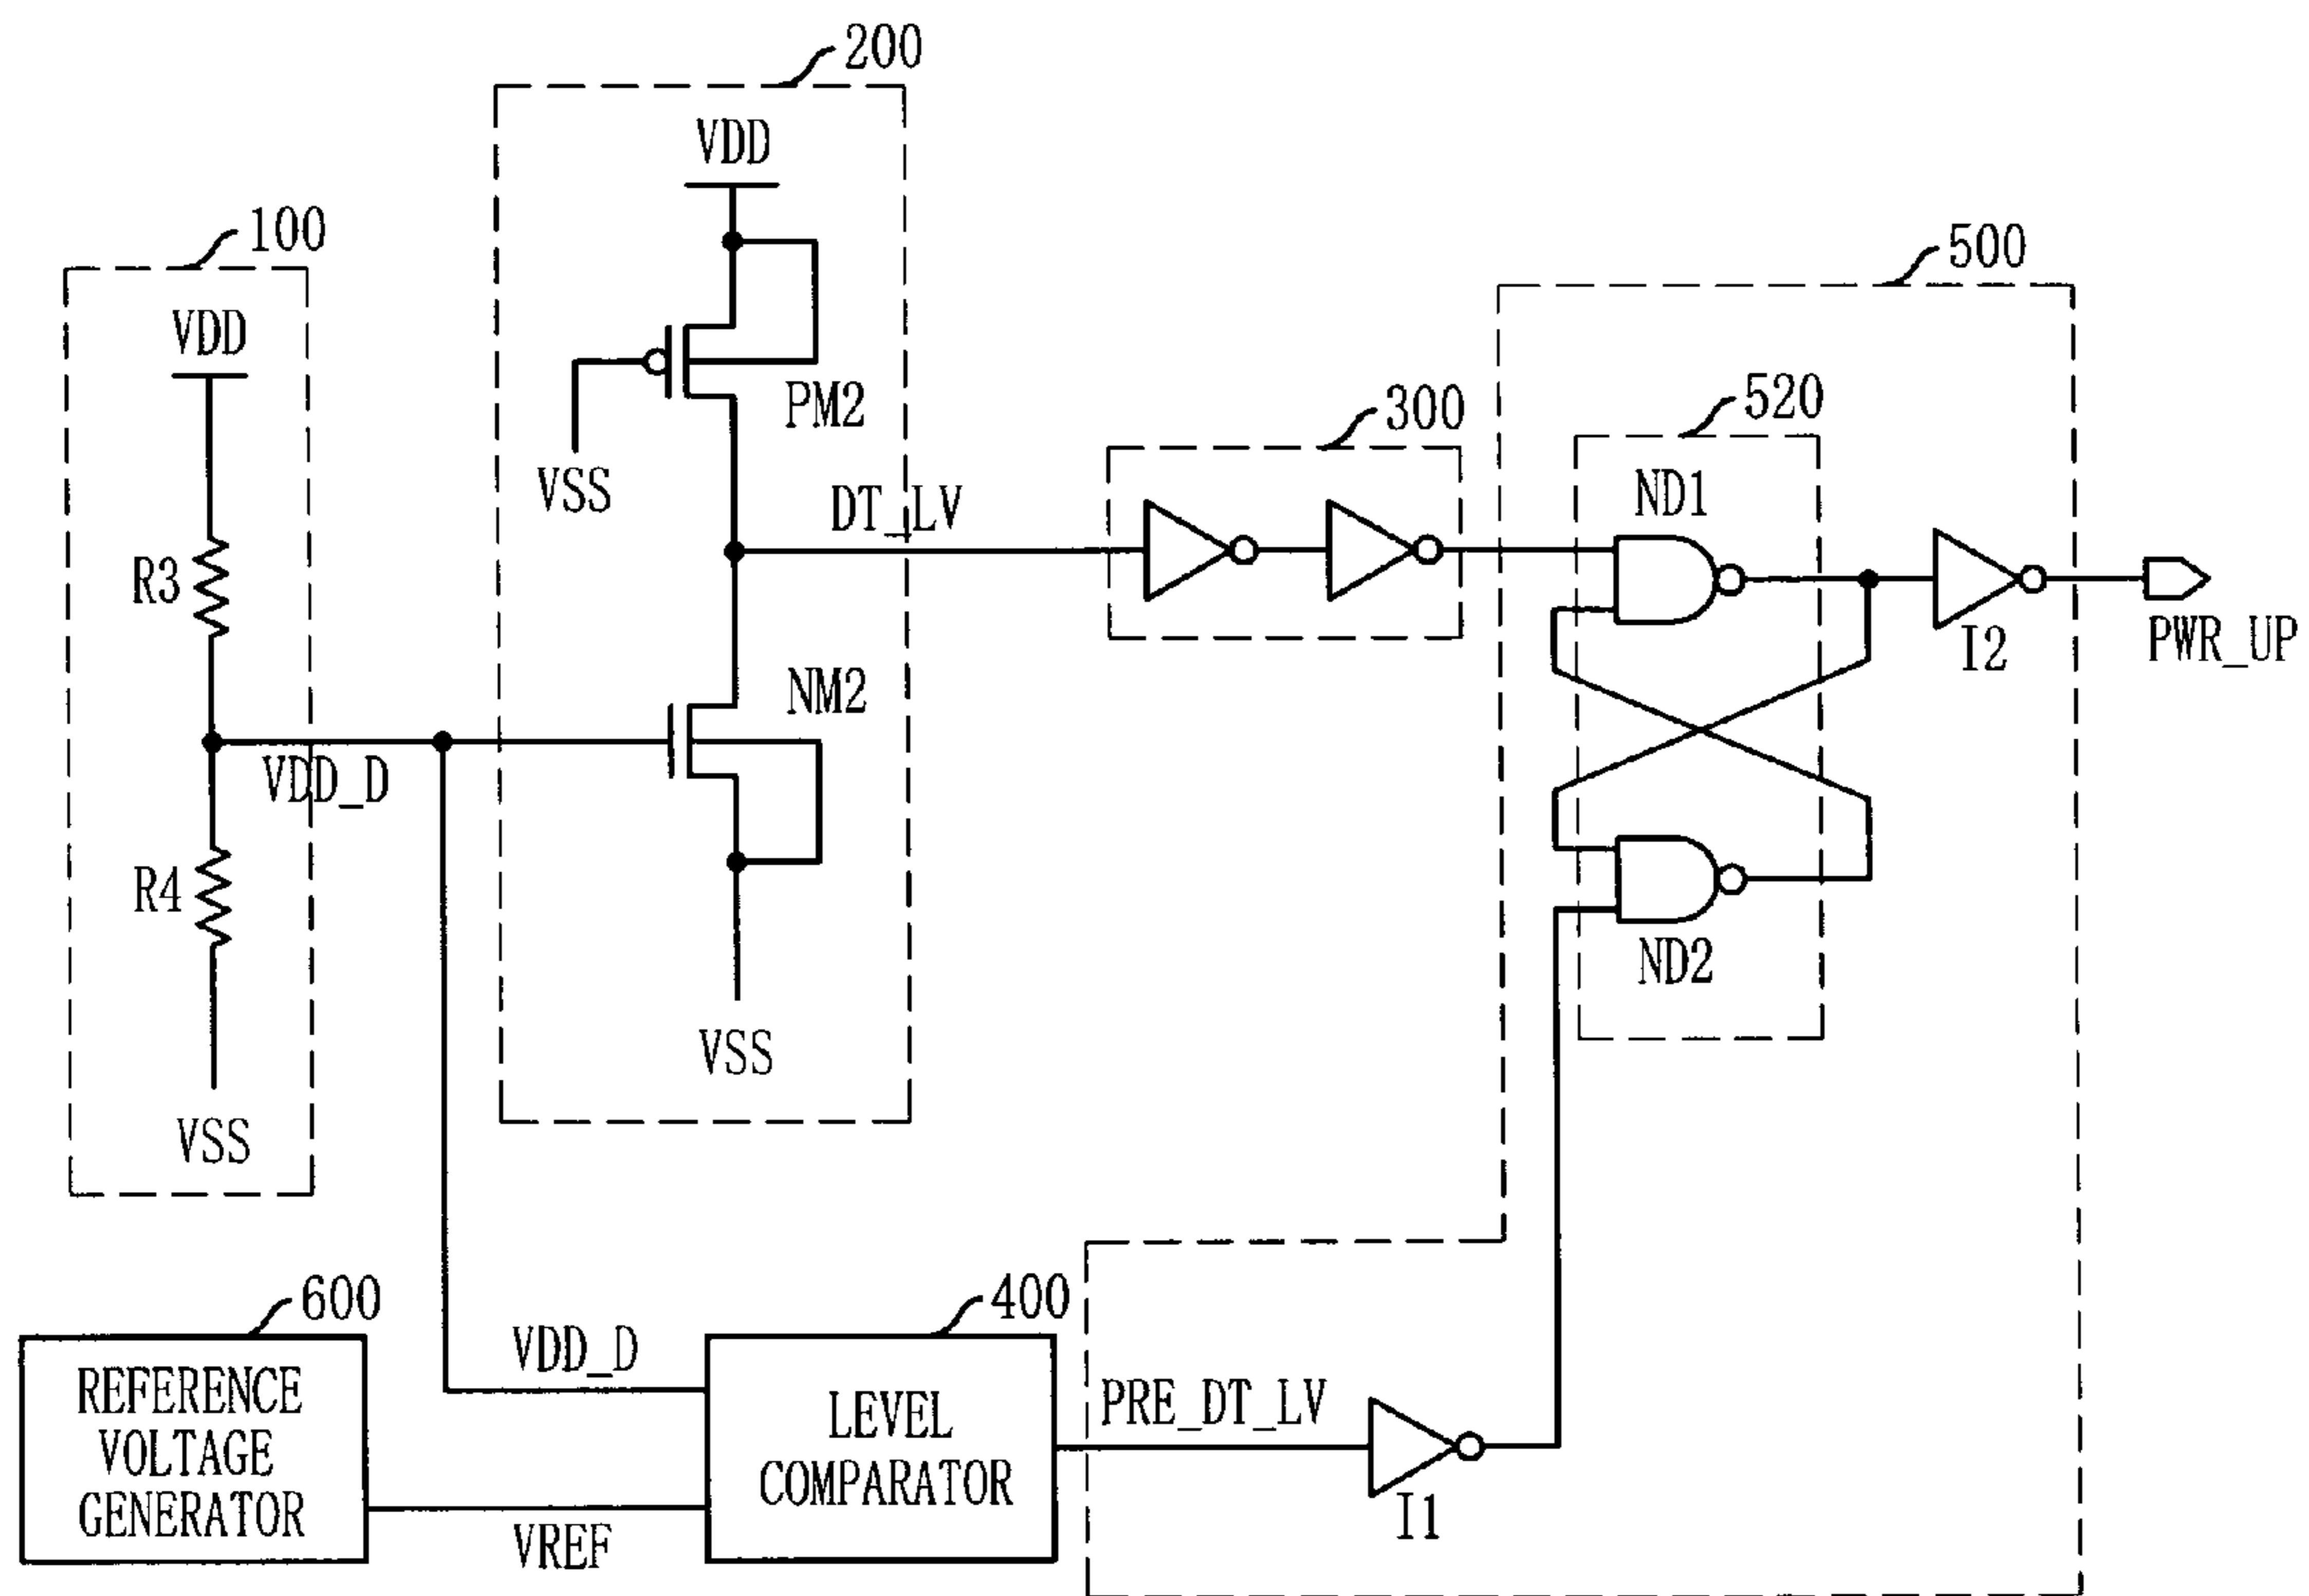 200
VDD
100
500
VDD
PM2
520
300
VSS
ND1
DT_LV
R3
I2
PWR_UP
NM2
VDD_D
R4
ND2
VSS
VSS
600
400
VDD_D
REFERENCE
VOLTAGE
GENERATOR
LEVEL
COMPARATOR
PRE_DT_LV
VREF
I1